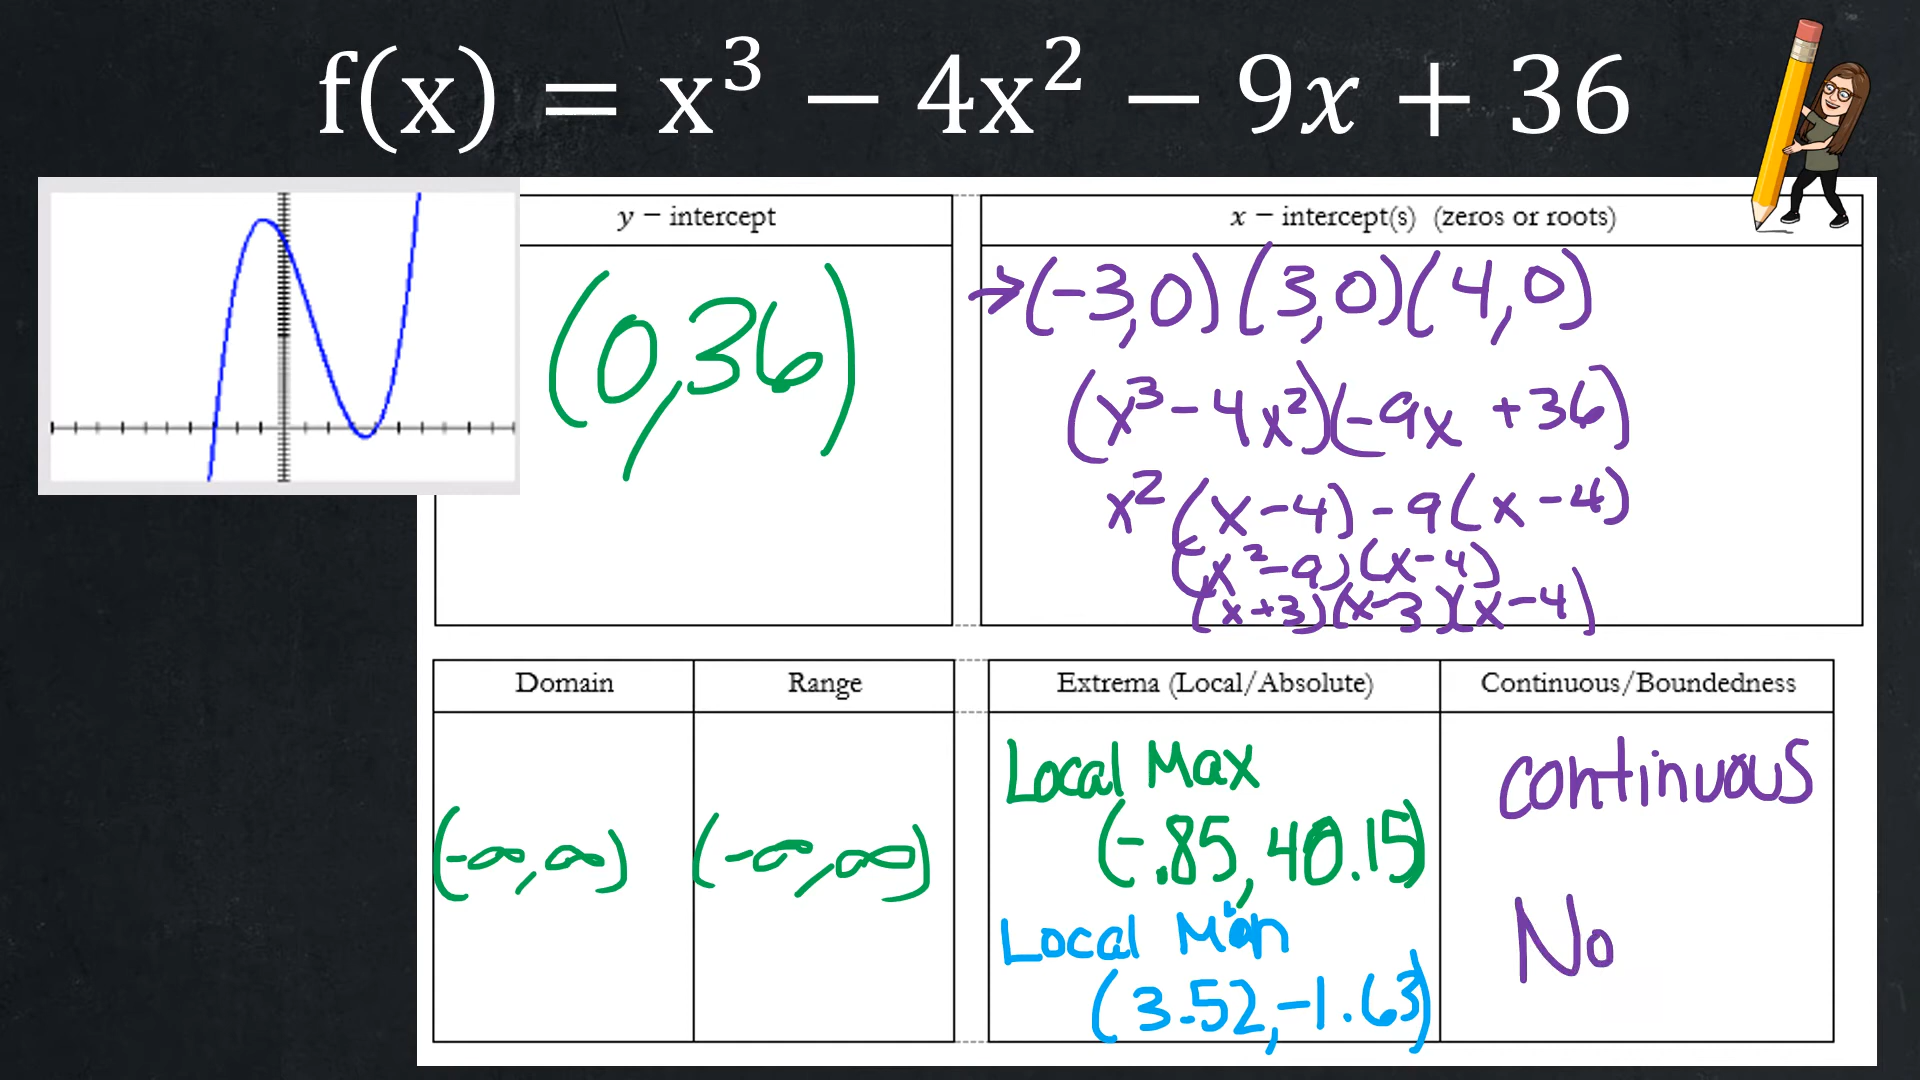 f(x) = x³ − 4x² − 9x + 36
y − intercept
(0,36)
x − intercept(s) (zeros or roots)
→(-3,0) (3,0)(4,0)
(x³-4x²)(-9x +36)
x²(x-4)-9(x-4)
(x²-9)(x-4)
(x+3)(x-3)(x-4)
Domain
(-∞,∞)
Range
(-∞,∞)
Extrema (Local/Absolute)
Local Max
(-.85,40.15)
Local Min
(3.52,-1.63)
Continuous/Boundedness
continuous
No